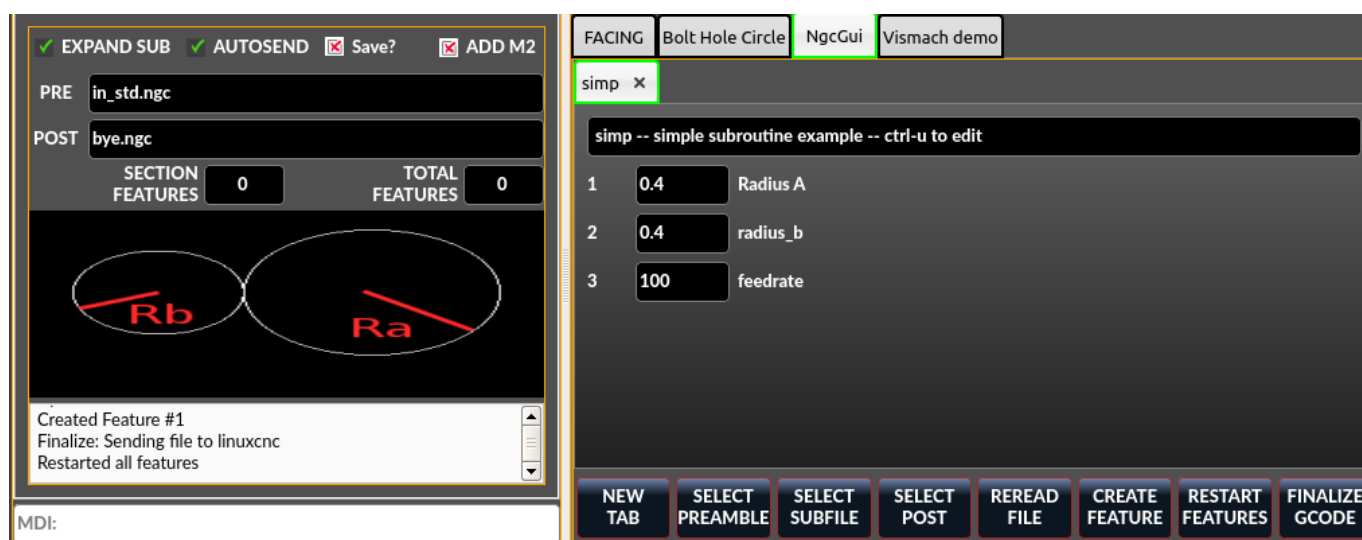 EXPAND SUB AUTOSEND Save? ADD M2
PRE in_std.ngc
POST bye.ngc
SECTION FEATURES 0 TOTAL FEATURES 0
Rb
Ra
Created Feature #1
Finalize: Sending file to linuxcnc
Restarted all features
MDI:
FACING Bolt Hole Circle NgcGui Vismach demo
simp ×
simp -- simple subroutine example -- ctrl-u to edit
1 0.4 Radius A
2 0.4 radius_b
3 100 feedrate
NEW TAB SELECT PREAMBLE SELECT SUBFILE SELECT POST REREAD FILE CREATE FEATURE RESTART FEATURES FINALIZE GCODE